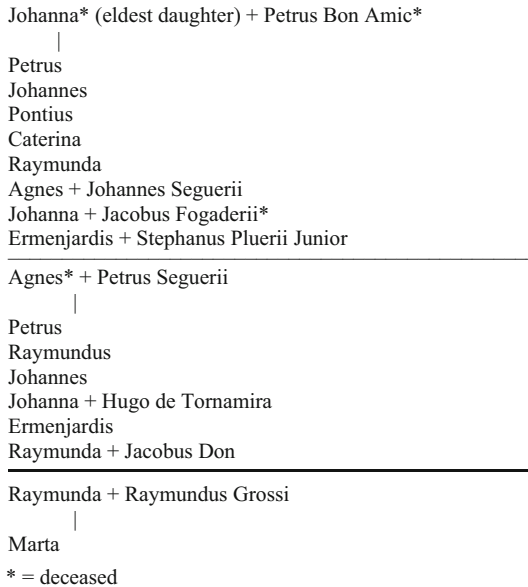 Johanna* (eldest daughter) + Petrus Bon Amic*
|
Petrus
Johannes
Pontius
Caterina
Raymunda
Agnes + Johannes Seguerii
Johanna + Jacobus Fogaderii*
Ermenjardis + Stephanus Pluerii Junior
Agnes* + Petrus Seguerii
|
Petrus
Raymundus
Johannes
Johanna + Hugo de Tornamira
Ermenjardis
Raymunda + Jacobus Don
Raymunda + Raymundus Grossi
|
Marta
* = deceased